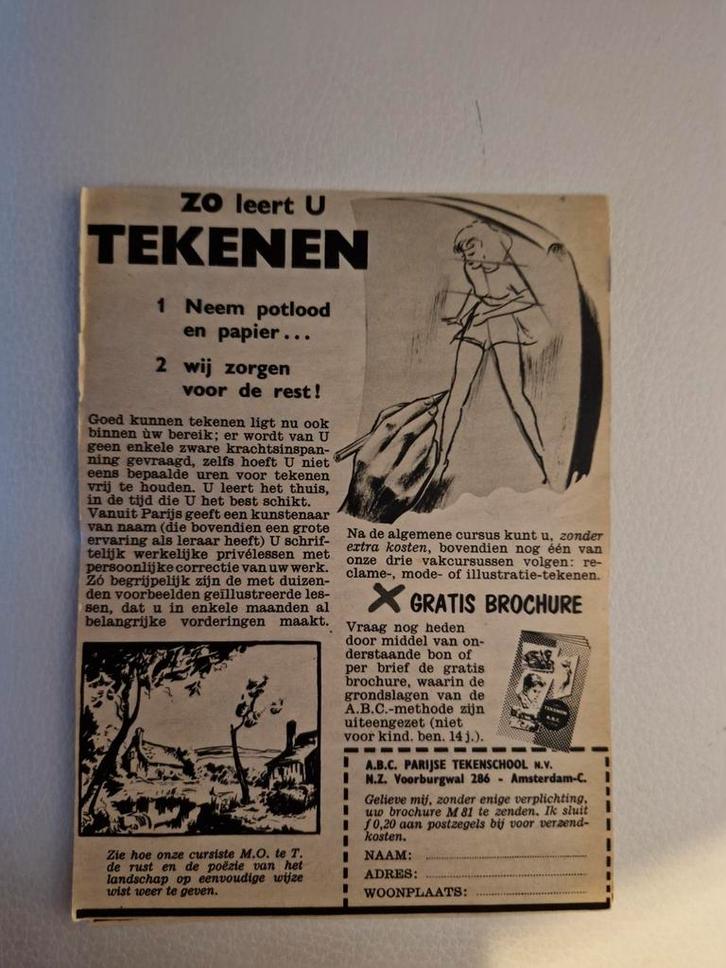 ZO leert U
TEKENEN
1 Neem potlood
en papier...
2 wij zorgen
voor de rest!
Goed kunnen tekenen ligt nu ook
binnen ùw bereik; er wordt van U
geen enkele zware krachtsinspan-
ning gevraagd, zelfs hoeft U niet
eens bepaalde uren voor tekenen
vrij te houden. U leert het thuis,
in de tijd die U het best schikt.
Vanuit Parijs geeft een kunstenaar
van naam (die bovendien een grote
ervaring als leraar heeft) U schrif-
telijk werkelijke privélessen met
persoonlijke correctie van uw werk.
Zó begrijpelijk zijn de met duizen-
den voorbeelden geïllustreerde les-
sen, dat u in enkele maanden al
belangrijke vorderingen maakt.
Zie hoe onze cursiste M.O. te T.
de rust en de poëzie van het
landschap op eenvoudige wijze
wist weer te geven.
Na de algemene cursus kunt u, zonder
extra kosten, bovendien nog één van
onze drie vakcursussen volgen: re-
clame-, mode- of illustratie-tekenen.
GRATIS BROCHURE
Vraag nog heden
door middel van on-
derstaande bon of
per brief de gratis
brochure, waarin de
grondslagen van de
A.B.C.-methode zijn
uiteengezet (niet
voor kind. ben. 14 j.).
TEKENEN
A.B.C.
A.B.C. PARIJSE TEKENSCHOOL N.V.
N.Z. Voorburgwal 286 - Amsterdam-C.
Gelieve mij, zonder enige verplichting,
uw brochure M 81 te zenden. Ik sluit
f 0,20 aan postzegels bij voor verzend-
kosten.
NAAM:
ADRES:
WOONPLAATS: